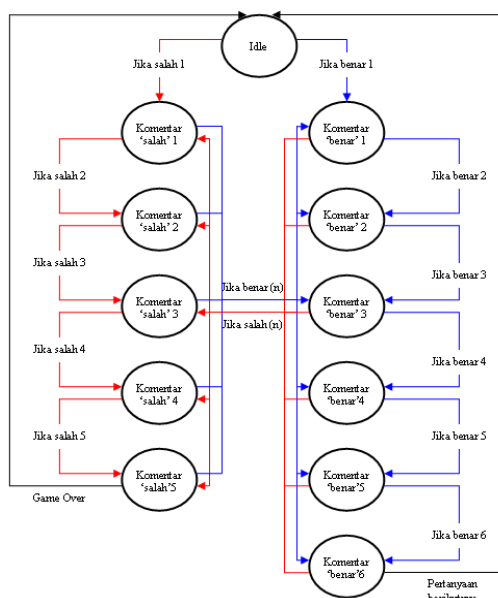 Idle
Jika salah 1
Jika benar 1
Komentar
'salah' 1
Komentar
'benar' 1
Jika salah 2
Jika benar 2
Komentar
'salah' 2
Komentar
'benar' 2
Jika salah 3
Jika benar 3
Jika benar (n)
Komentar
'salah' 3
Komentar
'benar' 3
Jika salah (n)
Jika salah 4
Jika benar 4
Komentar
'salah' 4
Komentar
'benar'4
Jika salah 5
Jika benar 5
Komentar
'salah'5
Komentar
'benar'5
Game Over
Jika benar 6
Komentar
'benar'6
Pertanyaan